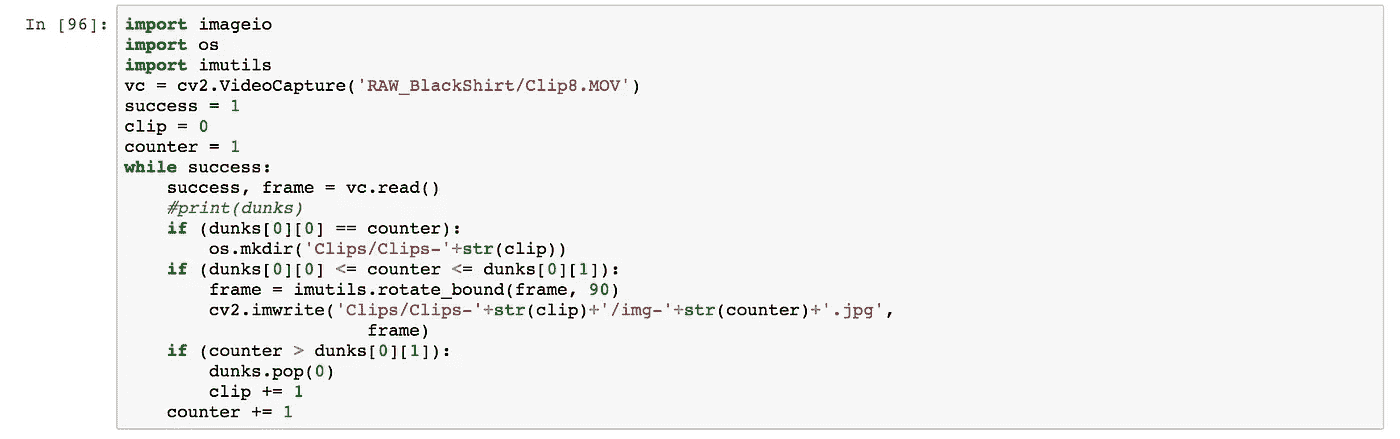 In [96]: import imageio
import os
import imutils
vc = cv2.VideoCapture('RAW_BlackShirt/Clip8.MOV')
success = 1
clip = 0
counter = 1
while success:
    success, frame = vc.read()
    #print(dunks)
    if (dunks[0][0] == counter):
        os.mkdir('Clips/Clips-'+str(clip))
    if (dunks[0][0] <= counter <= dunks[0][1]):
        frame = imutils.rotate_bound(frame, 90)
        cv2.imwrite('Clips/Clips-'+str(clip)+'/img-'+str(counter)+'.jpg',
                       frame)
    if (counter > dunks[0][1]):
        dunks.pop(0)
        clip += 1
    counter += 1